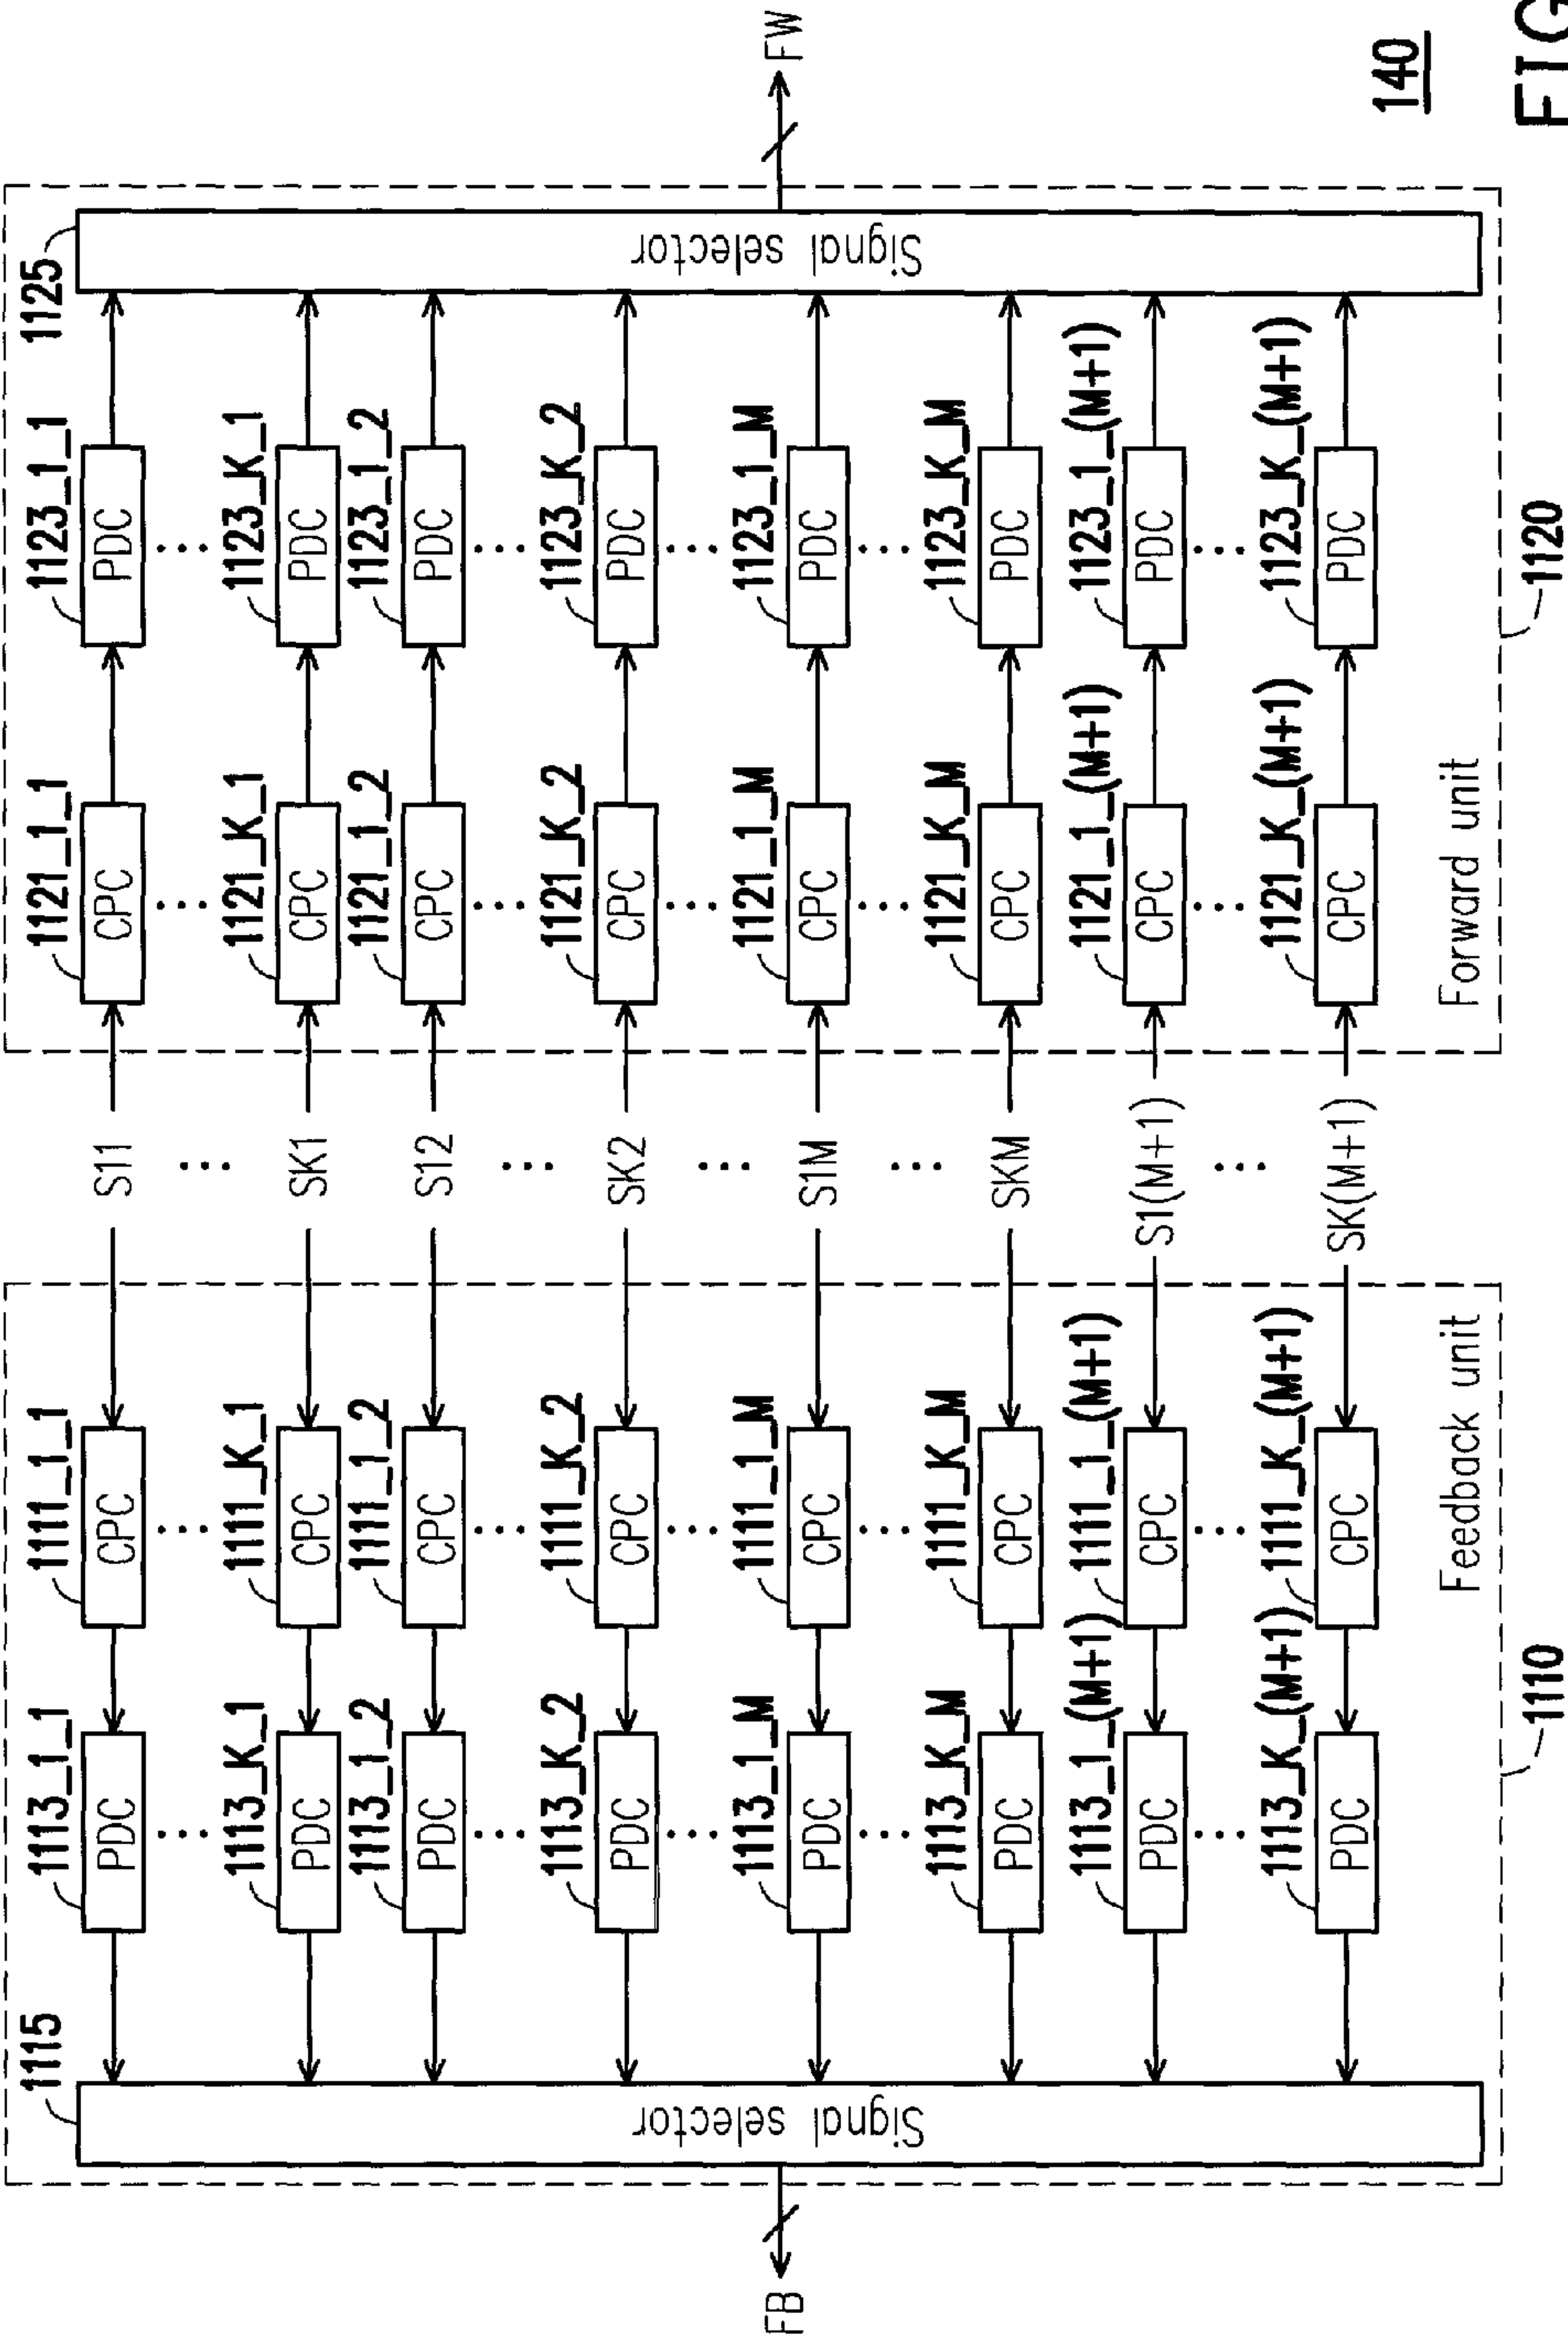 FB
FW
140
FIG
1115
Signal selector
1125
Signal selector
1113_1_1
PDC
1111_1_1
CPC
S11
1121_1_1
CPC
1123_1_1
PDC
...
...
...
...
...
1113_K_1
PDC
1111_K_1
CPC
SK1
1121_K_1
CPC
1123_K_1
PDC
1113_1_2
PDC
1111_1_2
CPC
S12
1121_1_2
CPC
1123_1_2
PDC
...
...
...
...
...
1113_K_2
PDC
1111_K_2
CPC
SK2
1121_K_2
CPC
1123_K_2
PDC
...
...
...
...
...
1113_1_M
PDC
1111_1_M
CPC
S1M
1121_1_M
CPC
1123_1_M
PDC
...
...
...
...
...
1113_K_M
PDC
1111_K_M
CPC
SKM
1121_K_M
CPC
1123_K_M
PDC
1113_1_(M+1)
PDC
1111_1_(M+1)
CPC
S1(M+1)
1121_1_(M+1)
CPC
1123_1_(M+1)
PDC
...
...
...
...
...
1113_K_(M+1)
PDC
1111_K_(M+1)
CPC
SK(M+1)
1121_K_(M+1)
CPC
1123_K_(M+1)
PDC
Feedback unit
Forward unit
1110
1120